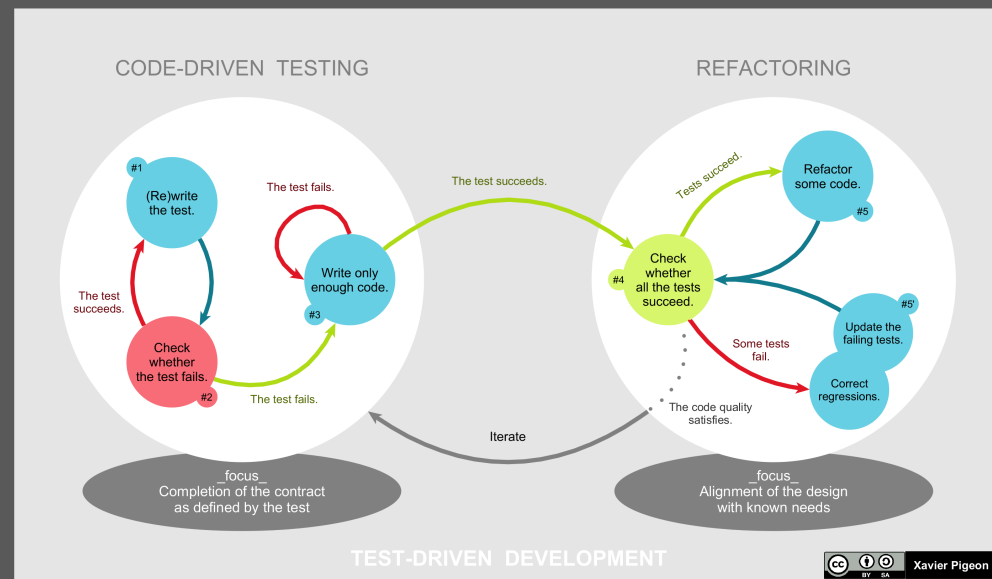 CODE-DRIVEN TESTING
REFACTORING
#1
(Re)write
the test.
The test
succeeds.
Check
whether
the test fails.
#2
The test fails.
The test fails.
Write only
enough code.
#3
The test succeeds.
Tests succeed.
Refactor
some code.
#5
#4
Check
whether
all the tests
succeed.
#5'
Update the
failing tests.
Some tests
fail.
Correct
regressions.
The code quality
satisfies.
Iterate
_focus_
Completion of the contract
as defined by the test
_focus_
Alignment of the design
with known needs
TEST-DRIVEN DEVELOPMENT
cc
BY SA
Xavier Pigeon